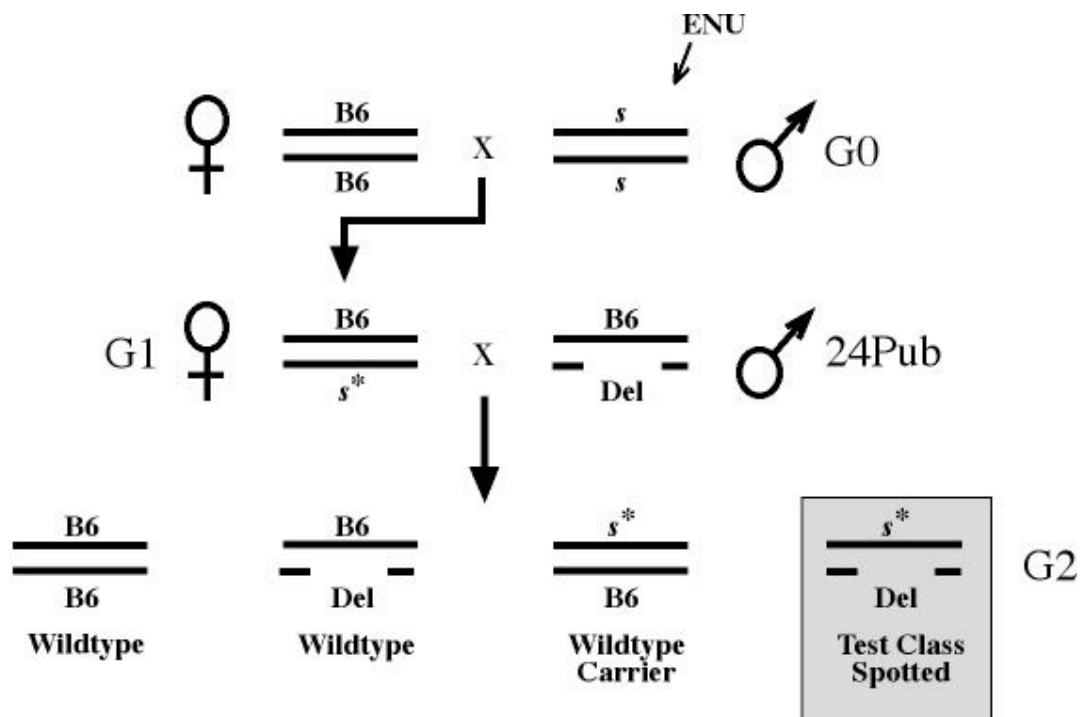 ENU
B6
s
X
G0
B6
s
B6
B6
G1
X
24Pub
s*
Del
B6
B6
s*
s*
G2
B6
Del
B6
Del
Wildtype
Wildtype
Wildtype
Carrier
Test Class
Spotted